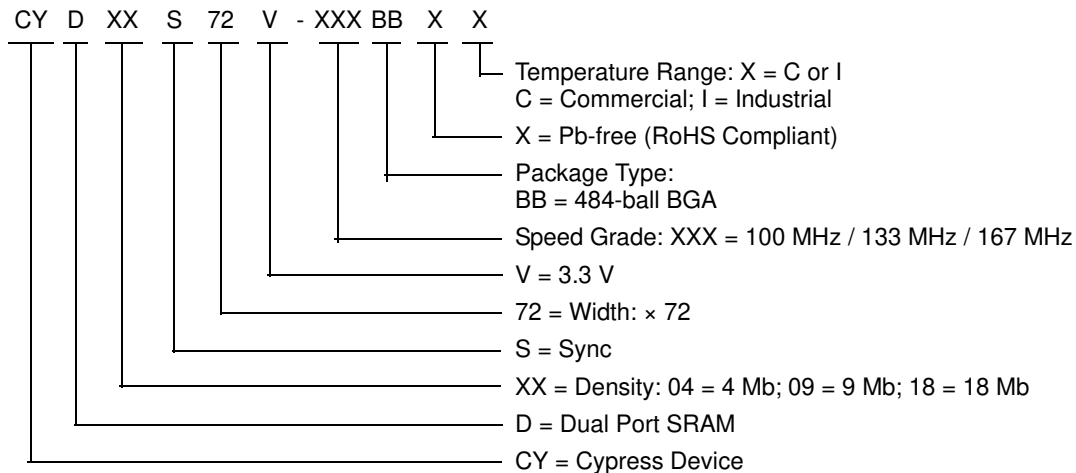 CY D XX S 72 V - XXX BB X X
Temperature Range: X = C or I
C = Commercial; I = Industrial
X = Pb-free (RoHS Compliant)
Package Type:
BB = 484-ball BGA
Speed Grade: XXX = 100 MHz / 133 MHz / 167 MHz
V = 3.3 V
72 = Width: × 72
S = Sync
XX = Density: 04 = 4 Mb; 09 = 9 Mb; 18 = 18 Mb
D = Dual Port SRAM
CY = Cypress Device